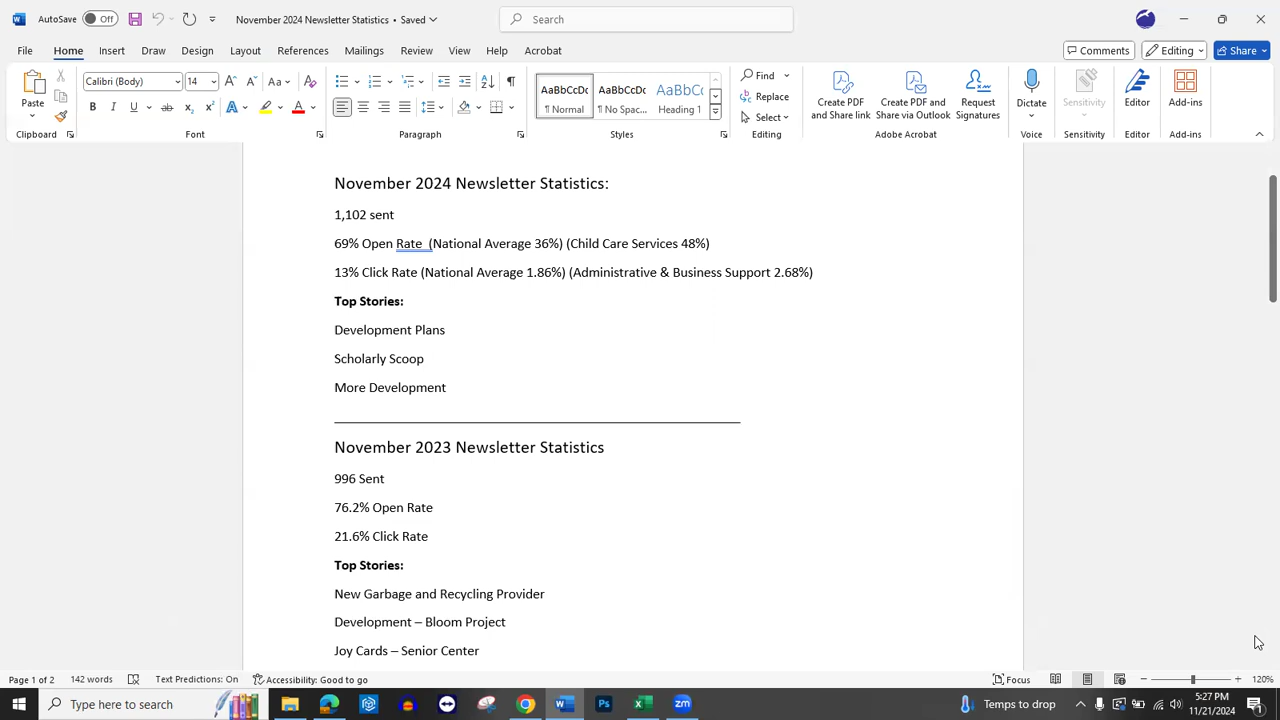 AutoSave Off November 2024 Newsletter Statistics • Saved Search
File Home Insert Draw Design Layout References Mailings Review View Help Acrobat Comments Editing Share
Paste Calibri (Body) 14 Aa AaBbCcDc AaBbCcDc AaBbCc Find
Replace
B I U ab x₂ x² A A ¶ Normal ¶ No Spac... Heading 1 Select
Create PDF and Share link
Create PDF and Share via Outlook
Request Signatures
Dictate
Sensitivity
Editor
Add-ins
Clipboard Font Paragraph Styles Editing Adobe Acrobat Voice Sensitivity Editor Add-ins
November 2024 Newsletter Statistics:
1,102 sent
69% Open Rate  (National Average 36%) (Child Care Services 48%)
13% Click Rate (National Average 1.86%) (Administrative & Business Support 2.68%)
Top Stories:
Development Plans
Scholarly Scoop
More Development
November 2023 Newsletter Statistics
996 Sent
76.2% Open Rate
21.6% Click Rate
Top Stories:
New Garbage and Recycling Provider
Development – Bloom Project
Joy Cards – Senior Center
Page 1 of 2 142 words Text Predictions: On Accessibility: Good to go Focus 120%
Type here to search Temps to drop 5:27 PM
11/21/2024